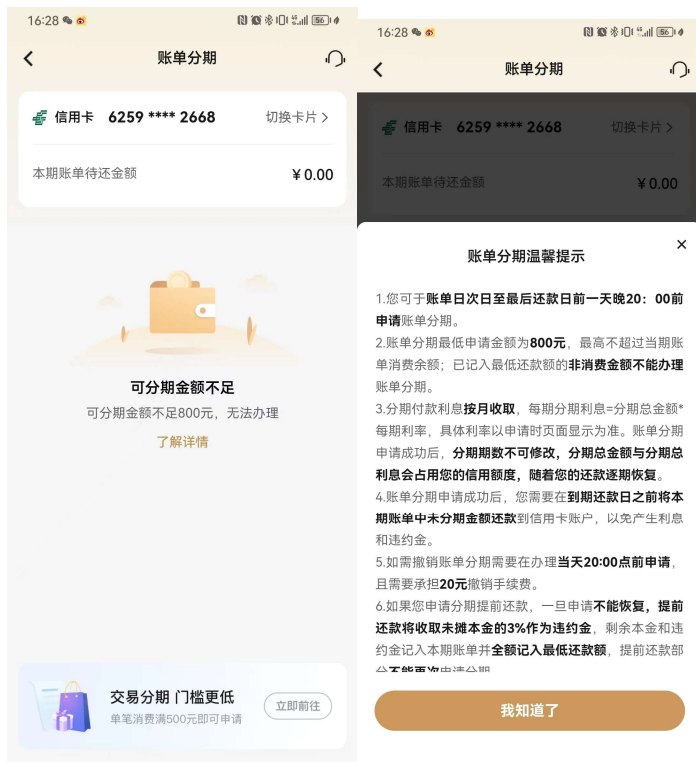 16:28
56
账单分期
信用卡 6259 **** 2668 切换卡片
本期账单待还金额 ¥0.00
可分期金额不足
可分期金额不足800元，无法办理
了解详情
交易分期 门槛更低
单笔消费满500元即可申请
立即前往
16:28
56
账单分期
信用卡 6259 **** 2668 切换卡片
本期账单待还金额 ¥0.00
账单分期温馨提示
1.您可于账单日次日至最后还款日前一天晚20：00前
申请账单分期。
2.账单分期最低申请金额为800元，最高不超过当期账
单消费余额；已记入最低还款额的非消费金额不能办理
账单分期。
3.分期付款利息按月收取，每期分期利息=分期总金额*
每期利率，具体利率以申请时页面显示为准。账单分期
申请成功后，分期期数不可修改，分期总金额与分期总
利息会占用您的信用额度，随着您的还款逐期恢复。
4.账单分期申请成功后，您需要在到期还款日之前将本
期账单中未分期金额还款到信用卡账户，以免产生利息
和违约金。
5.如需撤销账单分期需要在办理当天20:00点前申请，
且需要承担20元撤销手续费。
6.如果您申请分期提前还款，一旦申请不能恢复，提前
还款将收取未摊本金的3%作为违约金，剩余本金和违
约金记入本期账单并全额记入最低还款额，提前还款部
分不能再次申请分期
我知道了